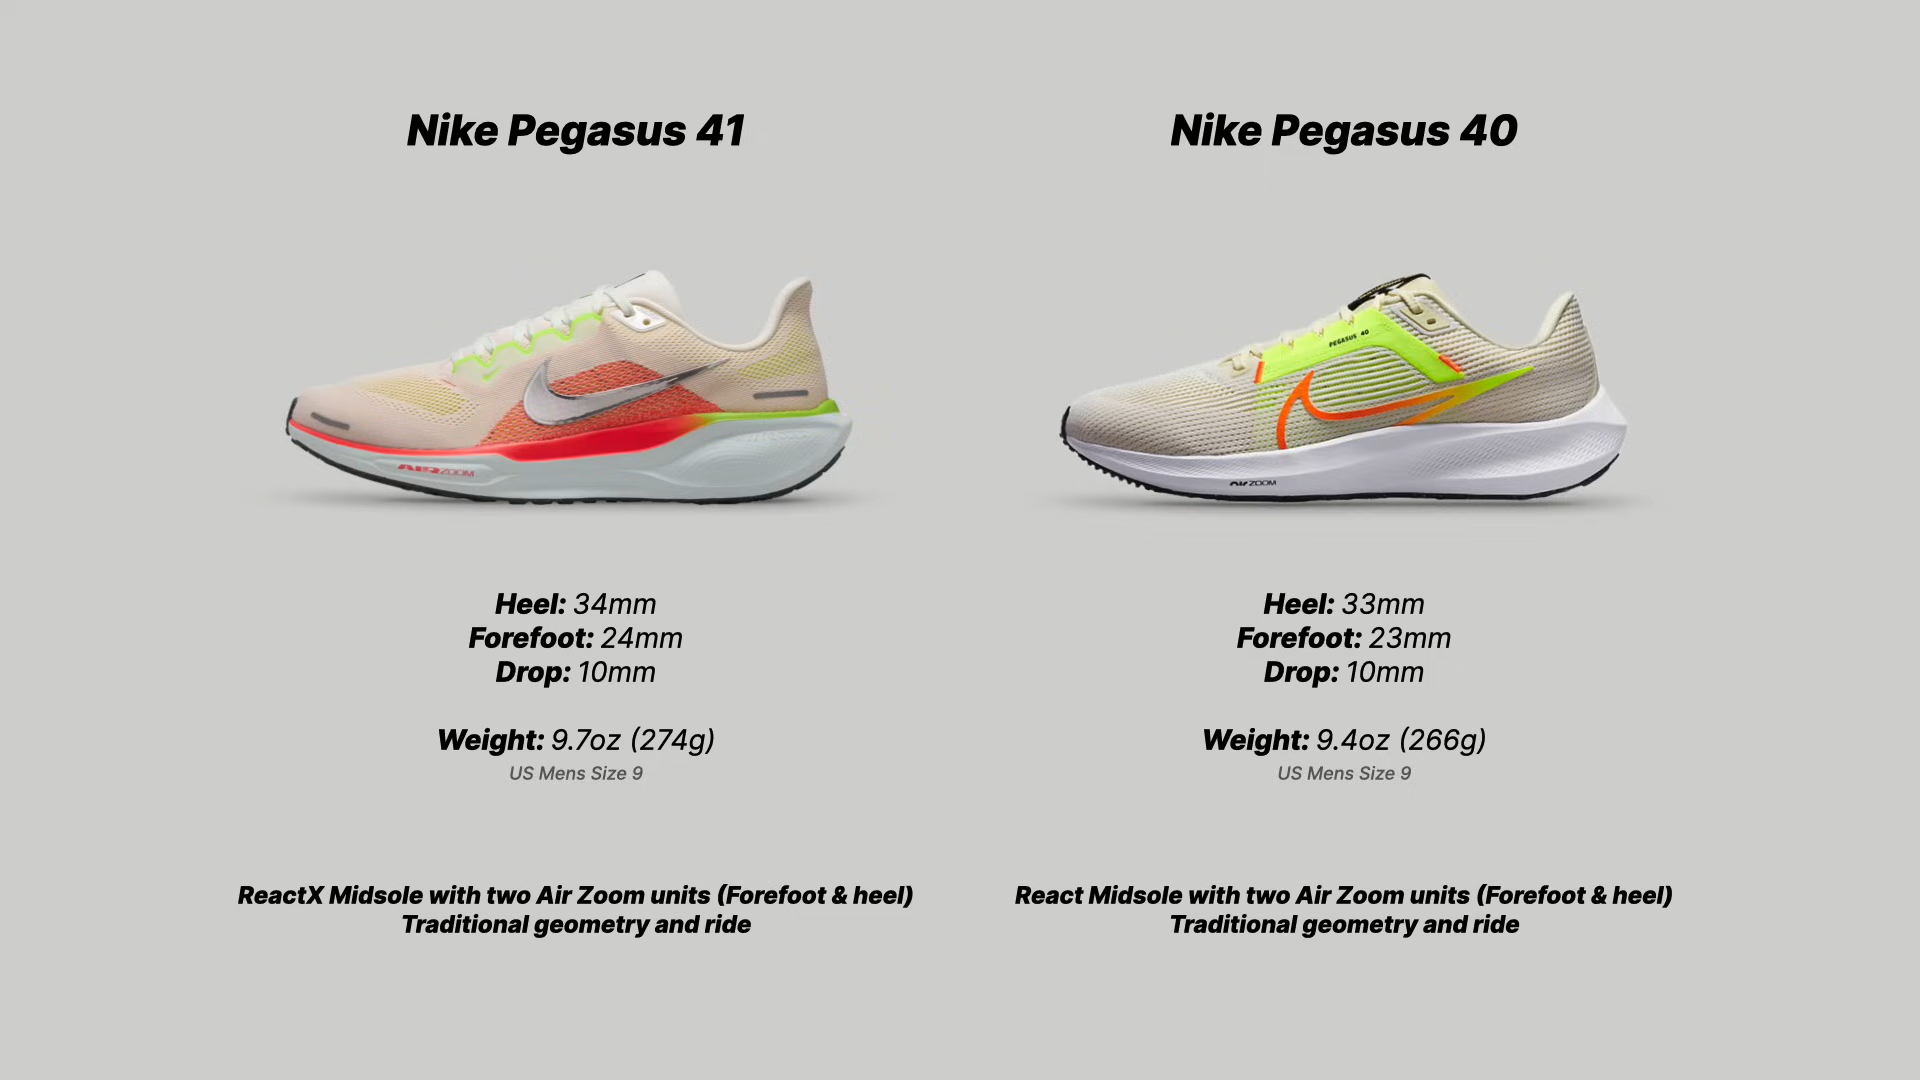 Nike Pegasus 41
AIR ZOOM
Heel: 34mm
Forefoot: 24mm
Drop: 10mm
Weight: 9.7oz (274g)
US Mens Size 9
ReactX Midsole with two Air Zoom units (Forefoot & heel)
Traditional geometry and ride
Nike Pegasus 40
PEGASUS 40
ZOOM
Heel: 33mm
Forefoot: 23mm
Drop: 10mm
Weight: 9.4oz (266g)
US Mens Size 9
React Midsole with two Air Zoom units (Forefoot & heel)
Traditional geometry and ride